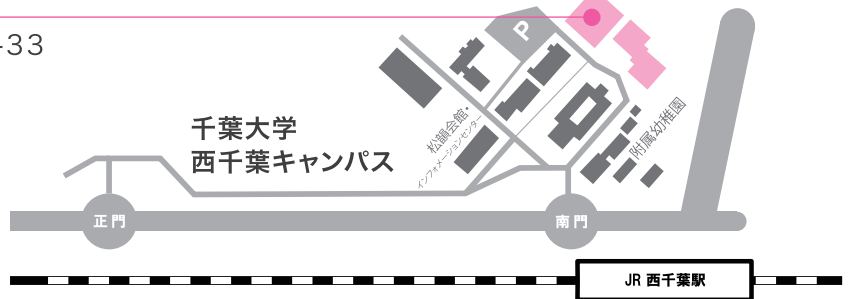 -33
P
千葉大学
西千葉キャンパス
松韻会館・
インフォメーションセンター
附属幼稚園
正門
南門
JR 西千葉駅